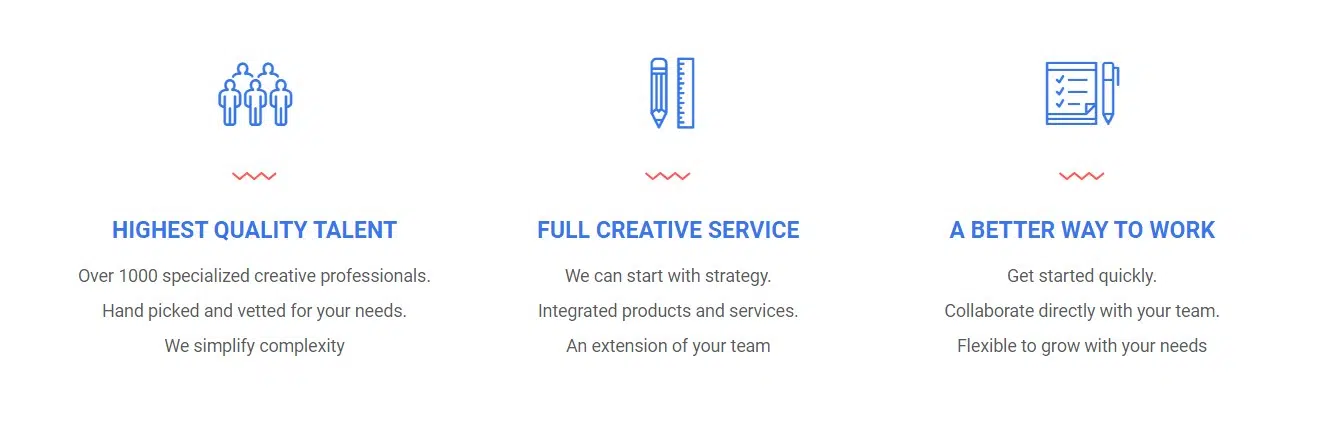 HIGHEST QUALITY TALENT
Over 1000 specialized creative professionals.
Hand picked and vetted for your needs.
We simplify complexity
FULL CREATIVE SERVICE
We can start with strategy.
Integrated products and services.
An extension of your team
A BETTER WAY TO WORK
Get started quickly.
Collaborate directly with your team.
Flexible to grow with your needs